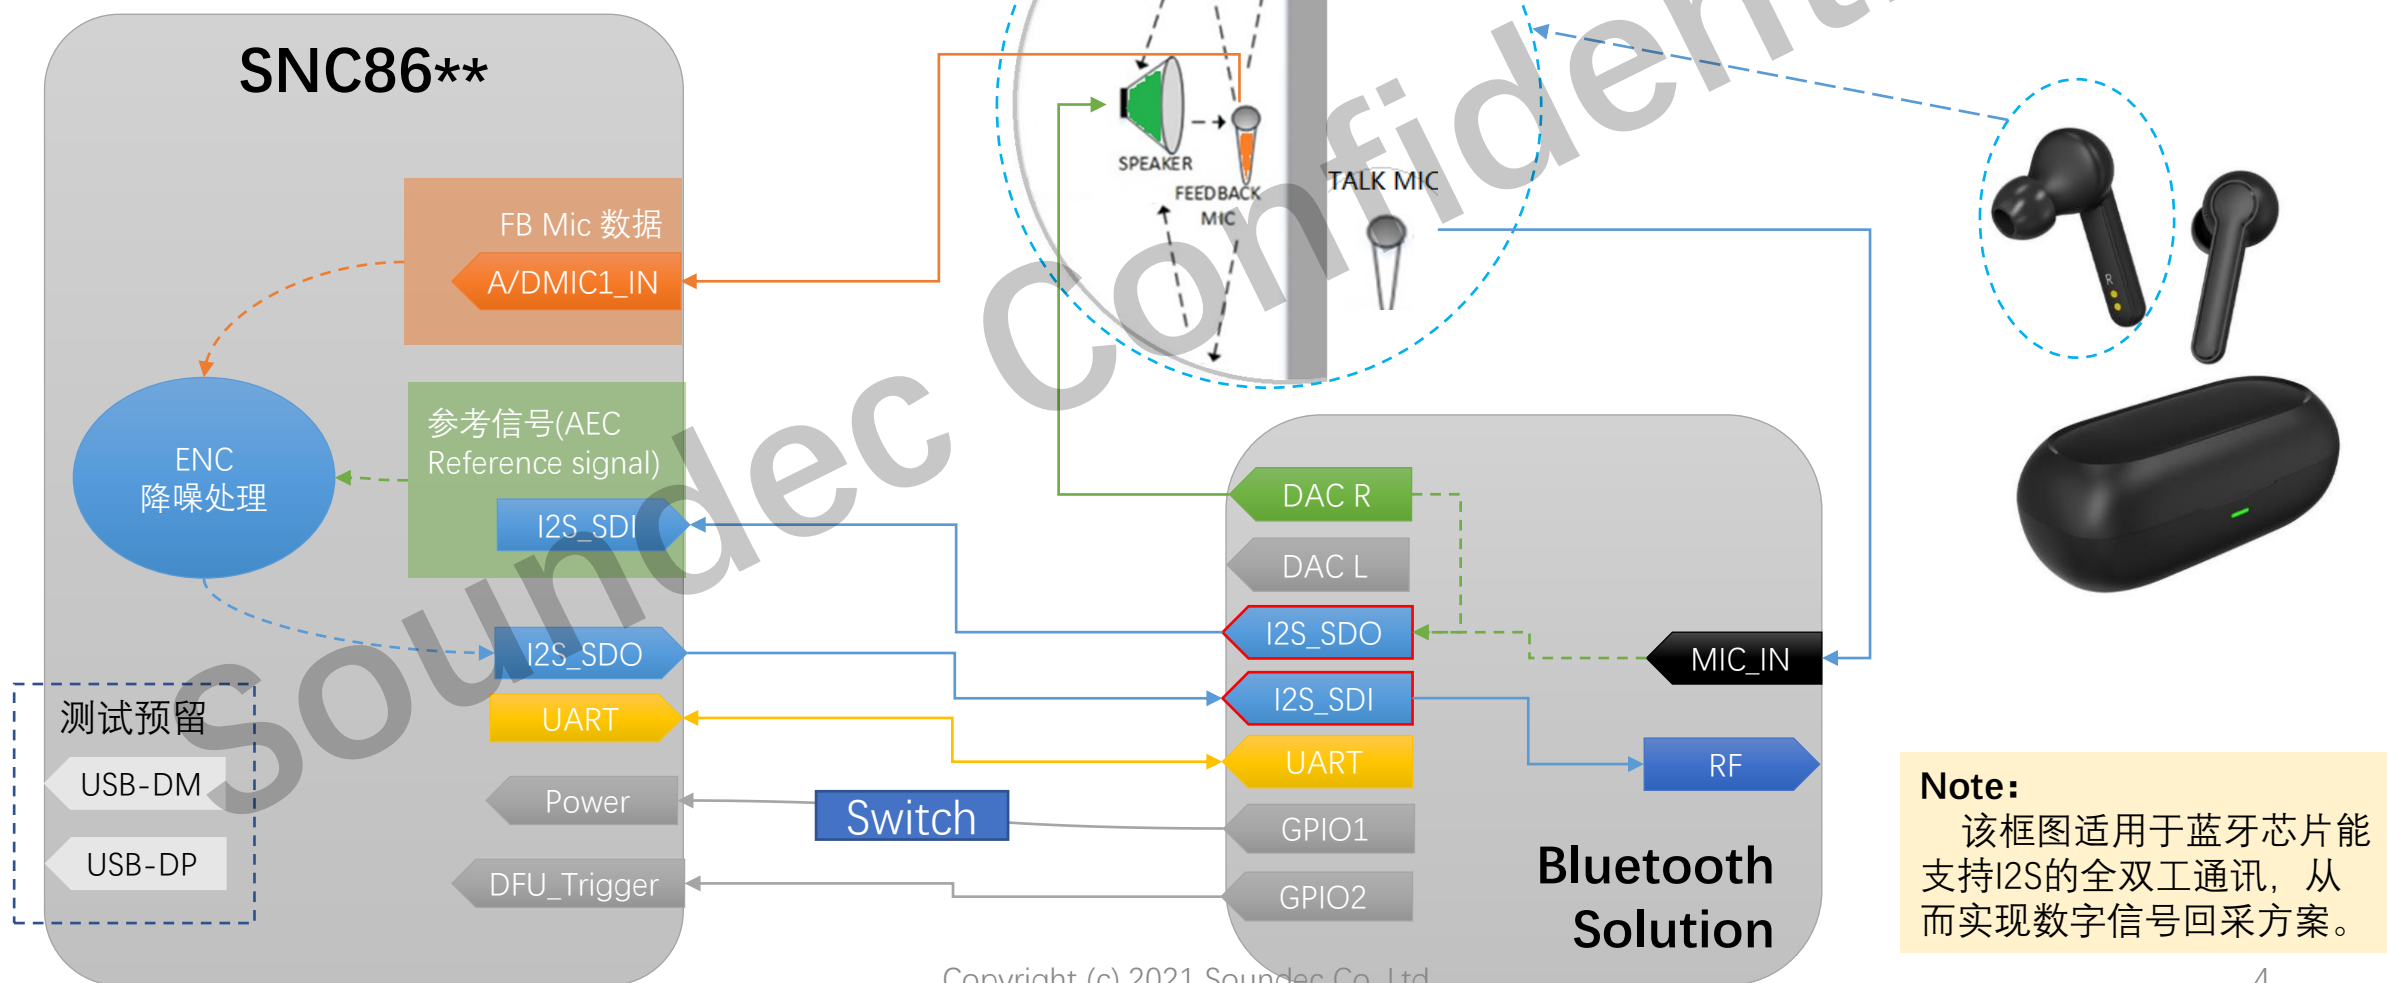 SNC86**
FB Mic 数据
A/DMIC1_IN
参考信号(AEC
Reference signal)
I2S_SDI
ENC
降噪处理
I2S_SDO
UART
Power
DFU_Trigger
测试预留
USB-DM
USB-DP
Switch
SPEAKER
FEEDBACK
MIC
TALK MIC
DAC R
DAC L
I2S_SDO
I2S_SDI
UART
GPIO1
GPIO2
MIC_IN
RF
Bluetooth
Solution
R
Note:
该框图适用于蓝牙芯片能
支持I2S的全双工通讯，从
而实现数字信号回采方案。
Soundec Confident
Copyright (c) 2021 Soundec Co. Ltd
4